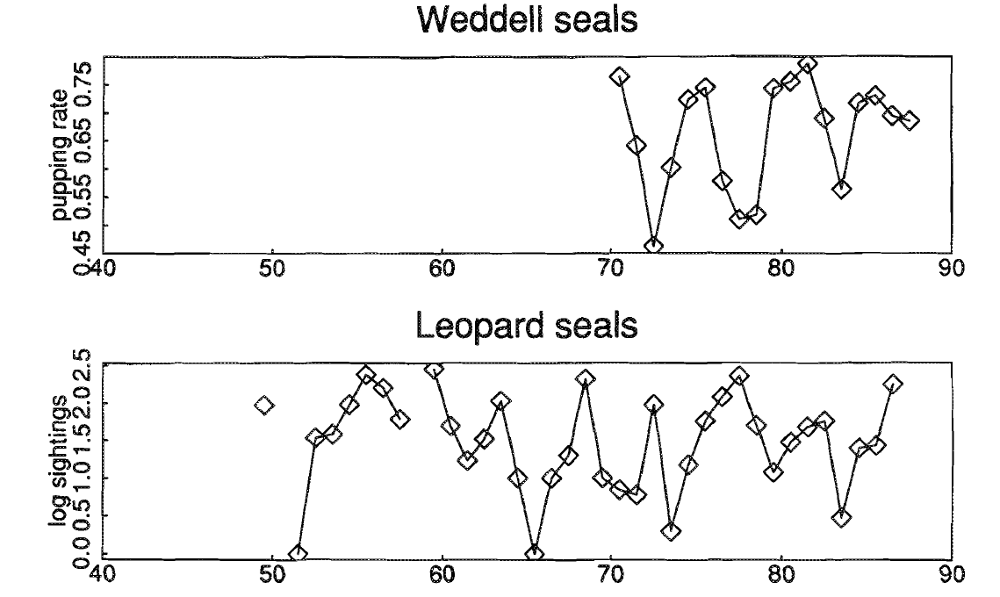 Weddell seals
pupping rate
0.45 0.55 0.65 0.75
40 50 60 70 80 90
Leopard seals
log sightings
0.0 0.5 1.0 1.5 2.0 2.5
40 50 60 70 80 90